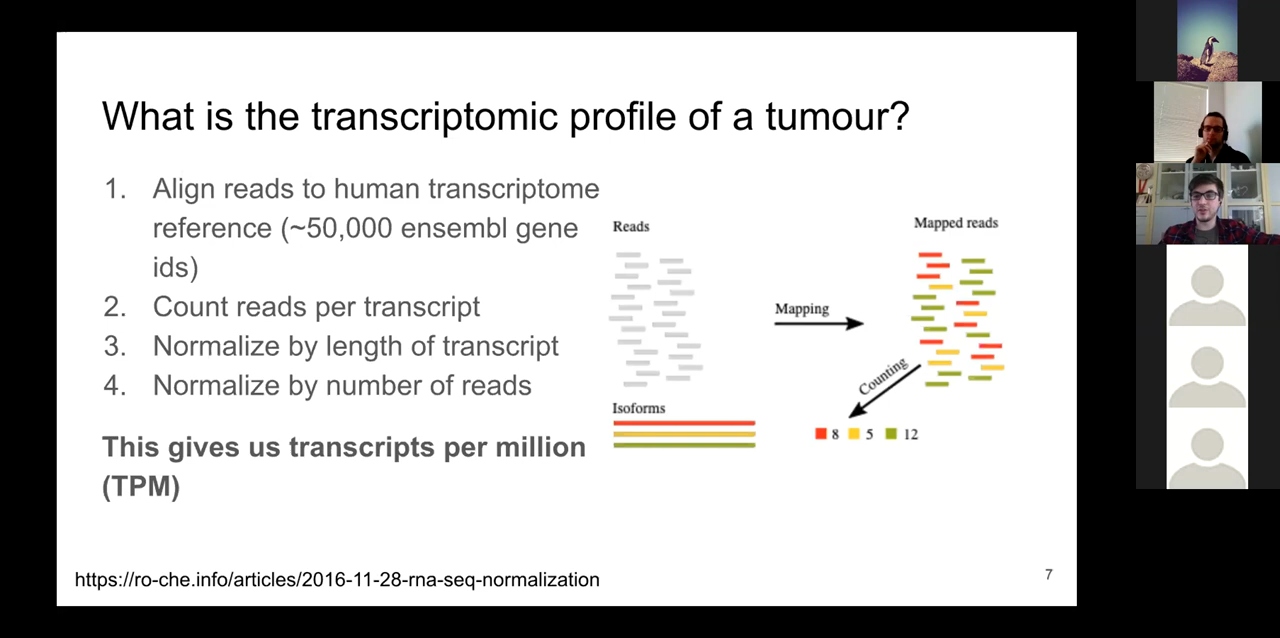 What is the transcriptomic profile of a tumour?
1. Align reads to human transcriptome
reference (~50,000 ensembl gene
ids)
2. Count reads per transcript
3. Normalize by length of transcript
4. Normalize by number of reads
This gives us transcripts per million
(TPM)
Reads
Mapped reads
Mapping
Counting
Isoforms
8 5 12
https://ro-che.info/articles/2016-11-28-rna-seq-normalization
7